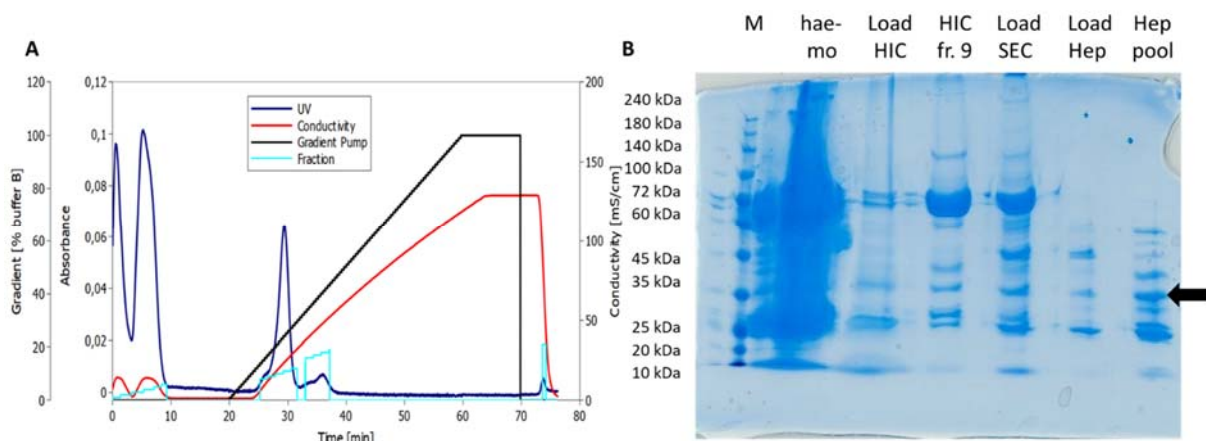 A
120
100
80
60
40
20
0
Gradient [% buffer B]
0,12
0,1
0,08
0,06
0,04
0,02
0
Absorbance
UV
Conductivity
Gradient Pump
Fraction
200
150
100
50
0
Conductivity [mS/cm]
0 10 20 30 40 50 60 70 80
Time [min]
B
M hae- Load HIC Load Load Hep
mo HIC fr. 9 SEC Hep pool
240 kDa
180 kDa
140 kDa
100 kDa
72 kDa
60 kDa
45 kDa
35 kDa
25 kDa
20 kDa
10 kDa